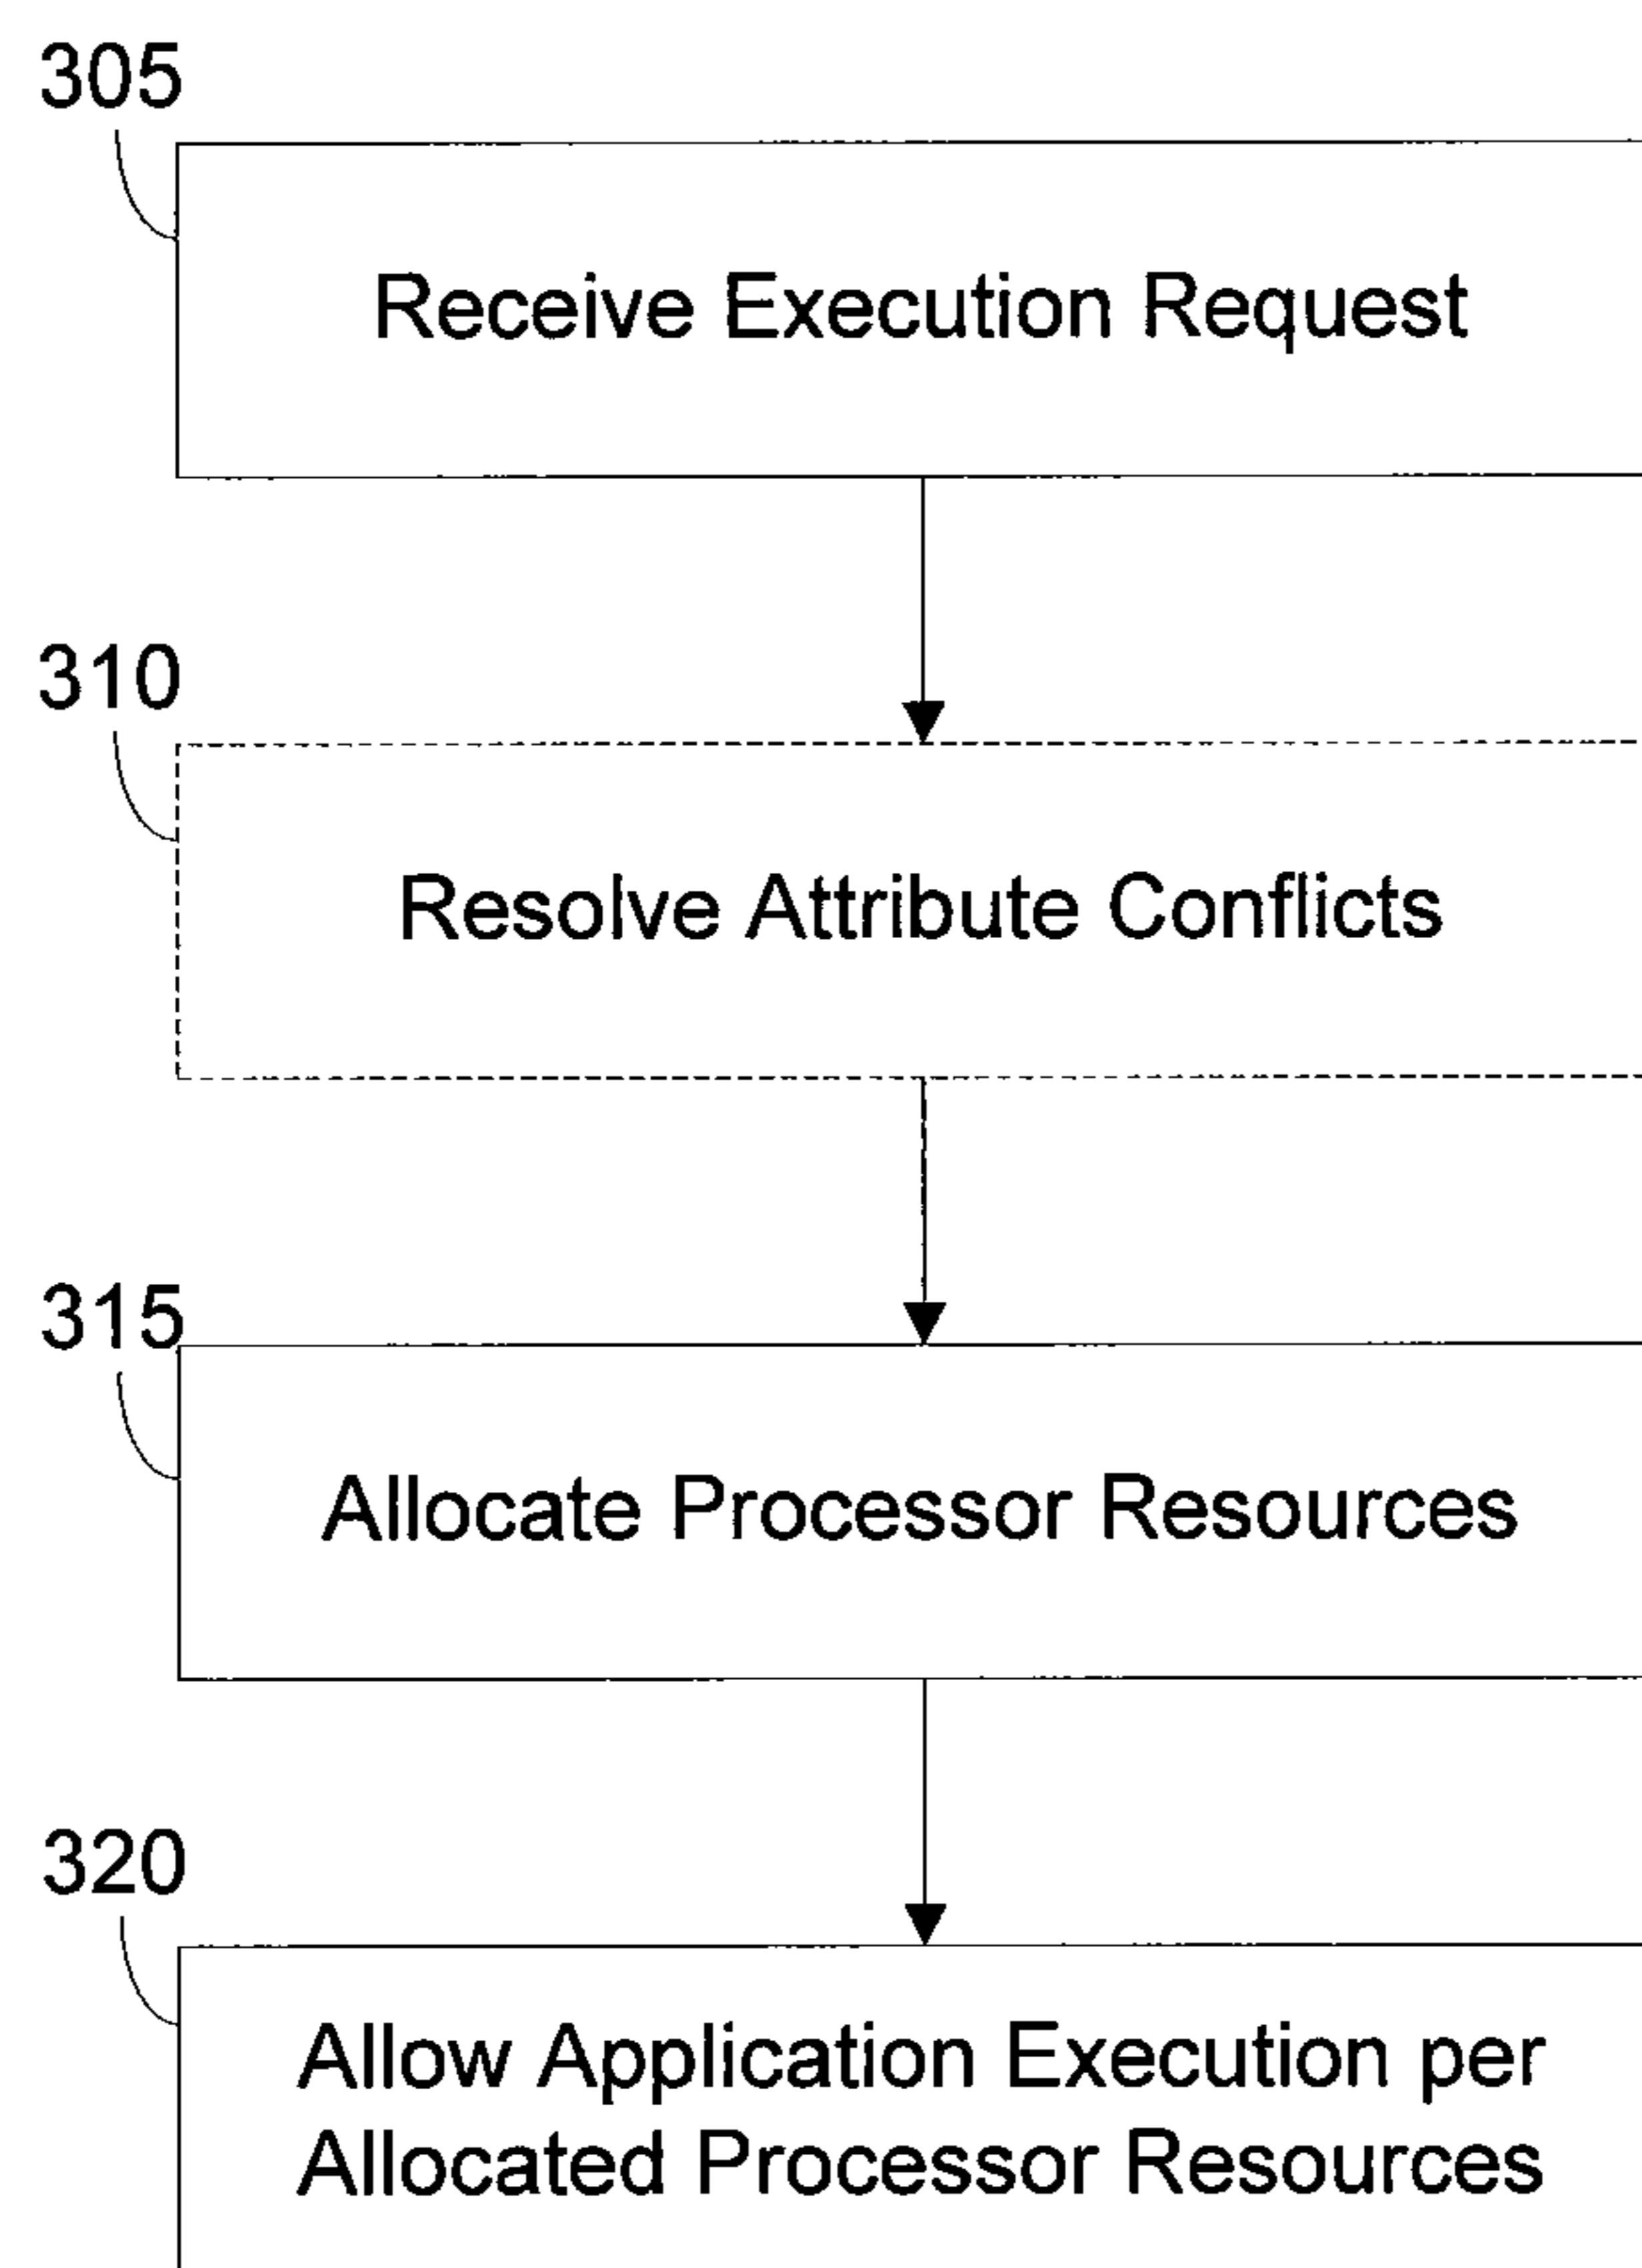 305
Receive Execution Request
310
Resolve Attribute Conflicts
315
Allocate Processor Resources
320
Allow Application Execution per
Allocated Processor Resources